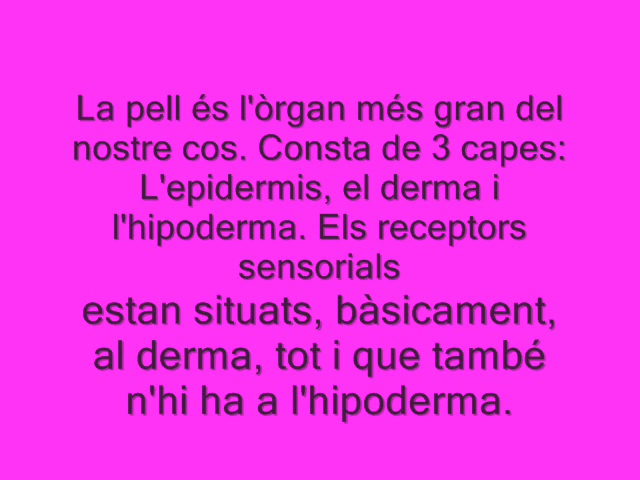 La pell és l'òrgan més gran del
nostre cos. Consta de 3 capes:
L'epidermis, el derma i
l'hipoderma. Els receptors
sensorials
estan situats, bàsicament,
al derma, tot i que també
n'hi ha a l'hipoderma.